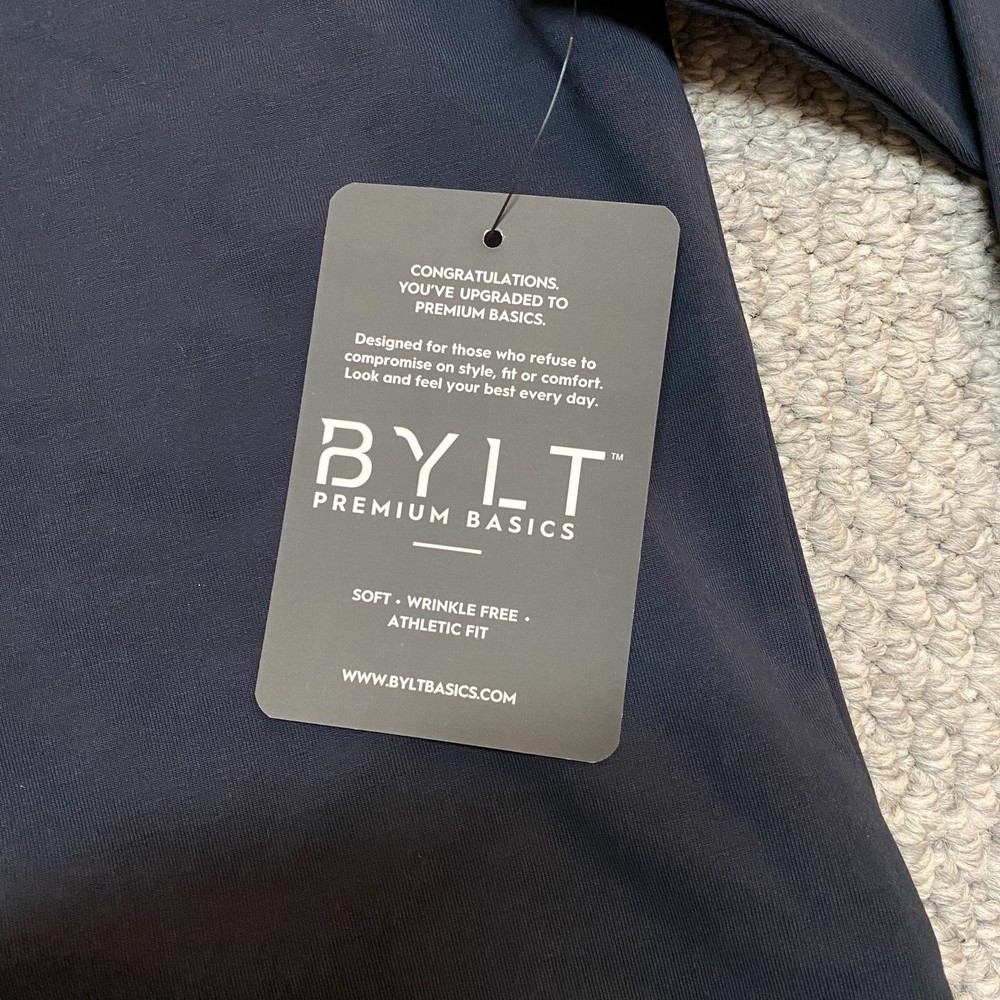 CONGRATULATIONS.
YOU'VE UPGRADED TO
PREMIUM BASICS.
Designed for those who refuse to
compromise on style, fit or comfort.
Look and feel your best every day.
BYLT™
PREMIUM BASICS
SOFT • WRINKLE FREE •
ATHLETIC FIT
WWW.BYLTBASICS.COM